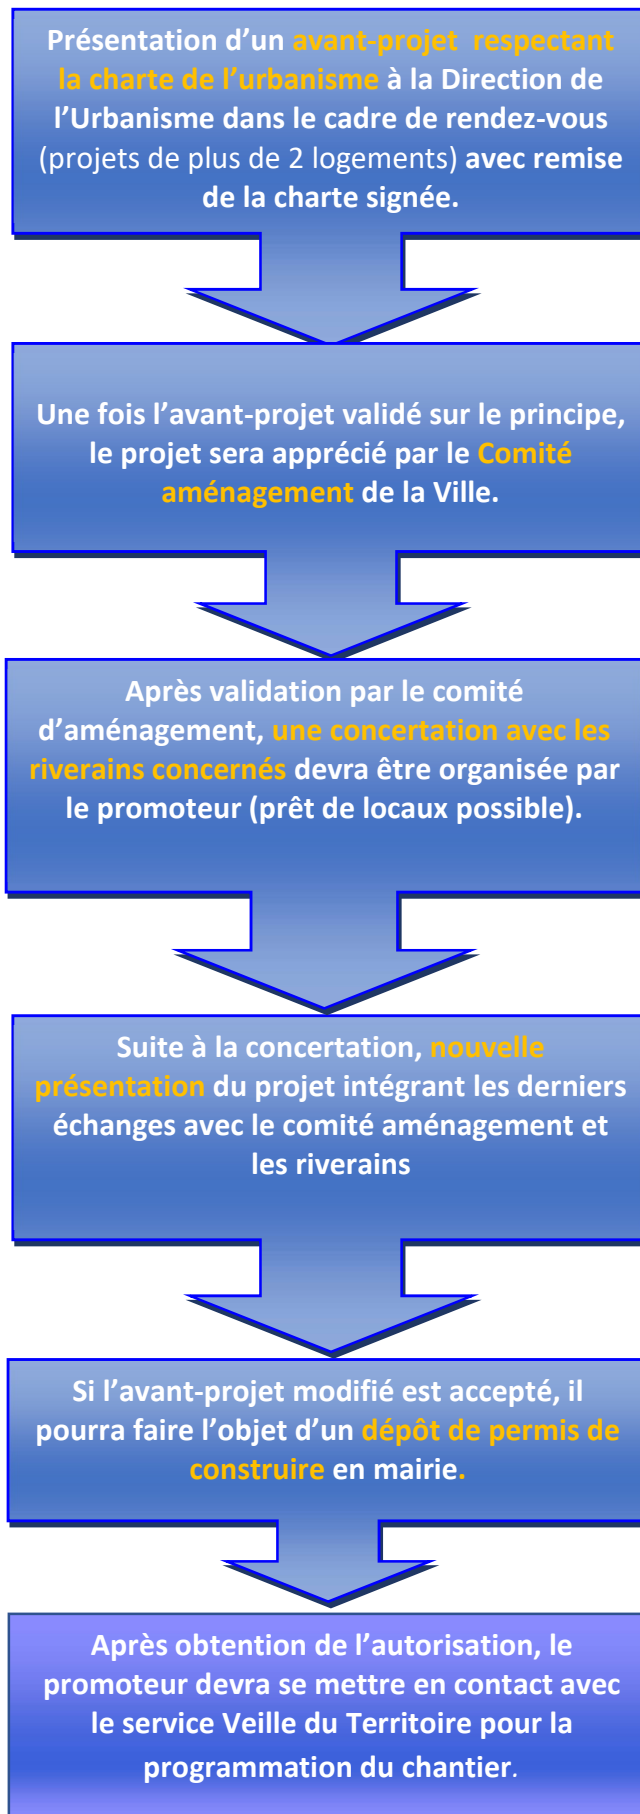 Présentation d’un avant-projet respectant
la charte de l’urbanisme à la Direction de
l’Urbanisme dans le cadre de rendez-vous
(projets de plus de 2 logements) avec remise
de la charte signée.
Une fois l’avant-projet validé sur le principe,
le projet sera apprécié par le Comité
aménagement de la Ville.
Après validation par le comité
d’aménagement, une concertation avec les
riverains concernés devra être organisée par
le promoteur (prêt de locaux possible).
Suite à la concertation, nouvelle
présentation du projet intégrant les derniers
échanges avec le comité aménagement et
les riverains
Si l’avant-projet modifié est accepté, il
pourra faire l’objet d’un dépôt de permis de
construire en mairie.
Après obtention de l’autorisation, le
promoteur devra se mettre en contact avec
le service Veille du Territoire pour la
programmation du chantier.